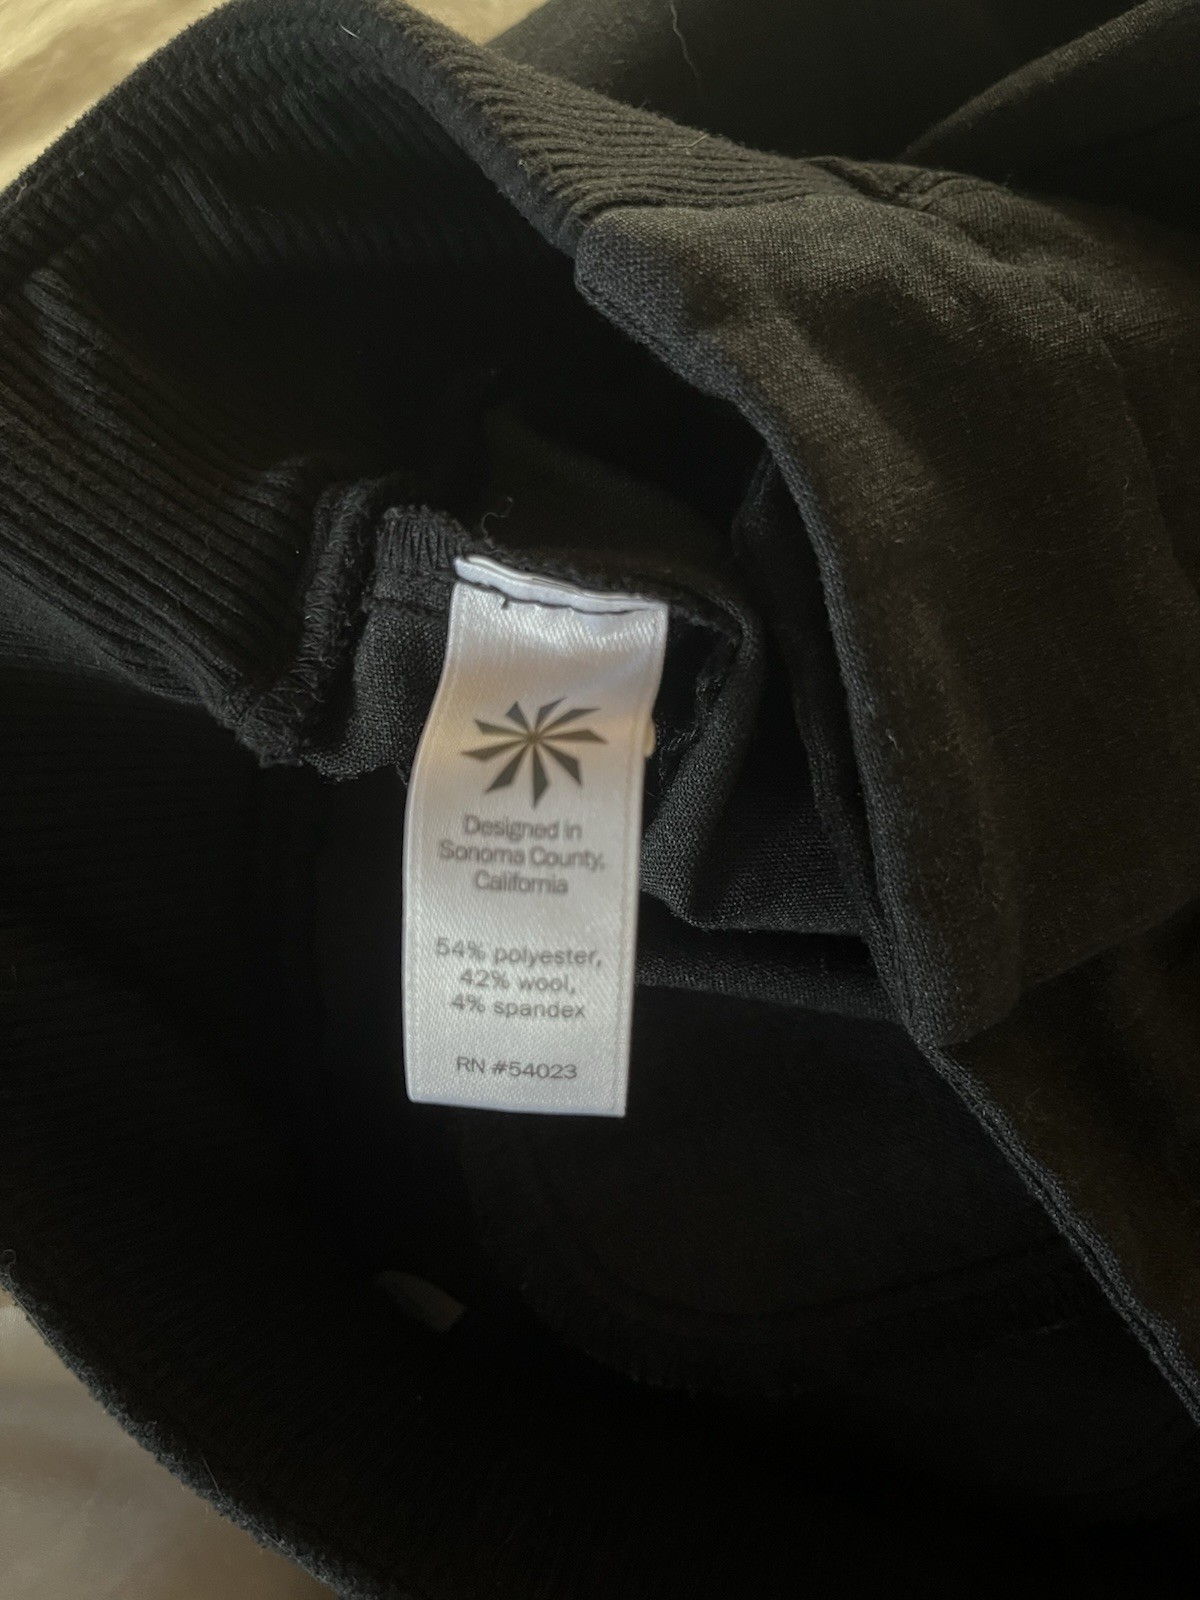 Designed in
Sonoma County,
California
54% polyester,
42% wool,
4% spandex
RN #54023